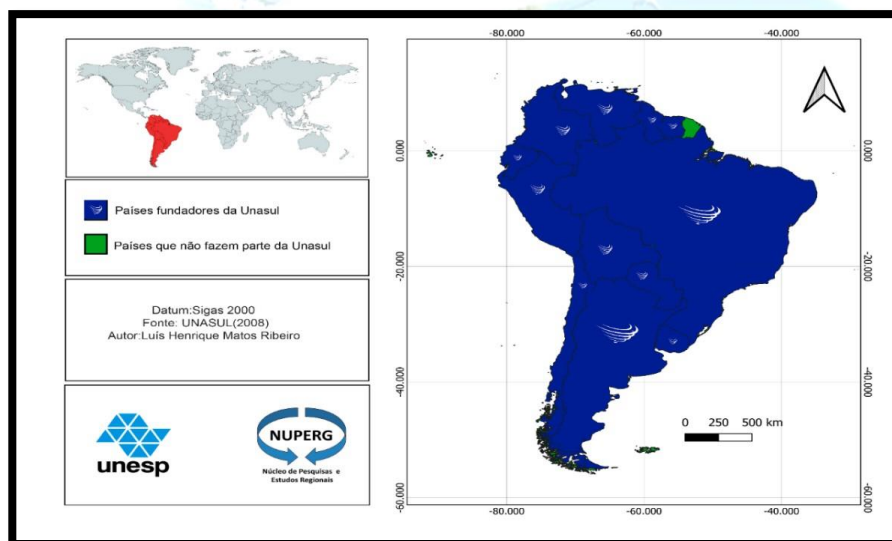 Países fundadores da Unasul
Países que não fazem parte da Unasul
Datum:Sigas 2000
Fonte: UNASUL(2008)
Autor:Luís Henrique Matos Ribeiro
unesp
NUPERG
Núcleo de Pesquisas e
Estudos Regionais
-80.000 -60.000 -40.000
0.000 0.000
-20.000 -20.000
-40.000 -40.000
-60.000 -60.000
0 250 500 km
-80.000 -60.000 -40.000